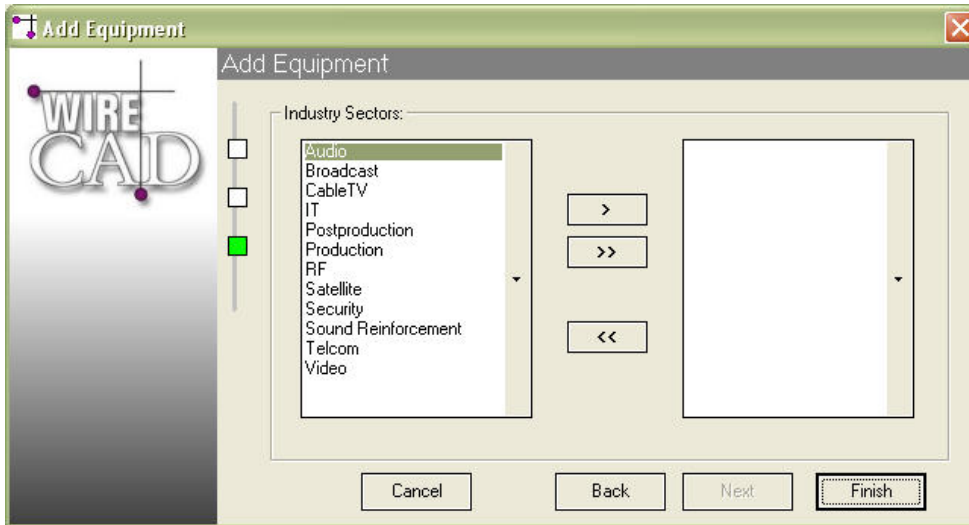 Add Equipment
WIRE
CAD
Add Equipment
Industry Sectors:
Audio
Broadcast
CableTV
IT
Postproduction
Production
RF
Satellite
Security
Sound Reinforcement
Telcom
Video
>
>>
<<
Cancel
Back
Next
Finish